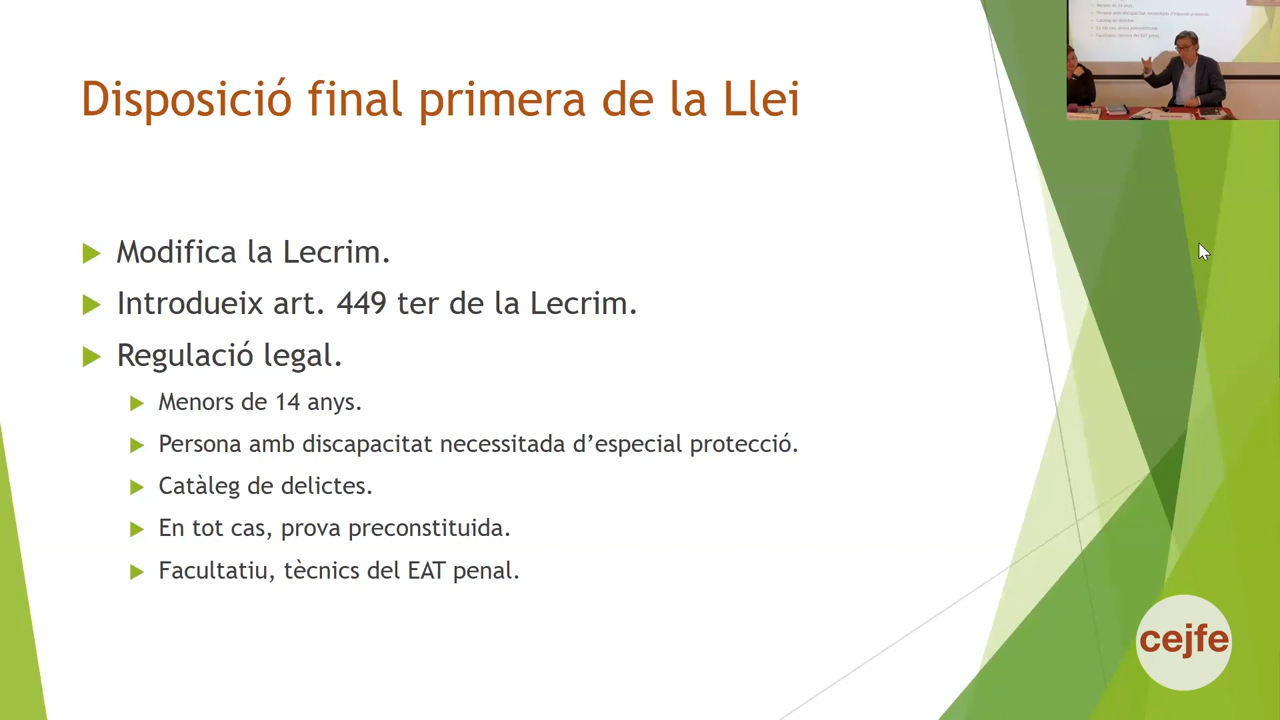 Disposició final primera de la Llei
Modifica la Lecrim.
Introdueix art. 449 ter de la Lecrim.
Regulació legal.
Menors de 14 anys.
Persona amb discapacitat necessitada d’especial protecció.
Catàleg de delictes.
En tot cas, prova preconstituida.
Facultatiu, tècnics del EAT penal.
cejfe